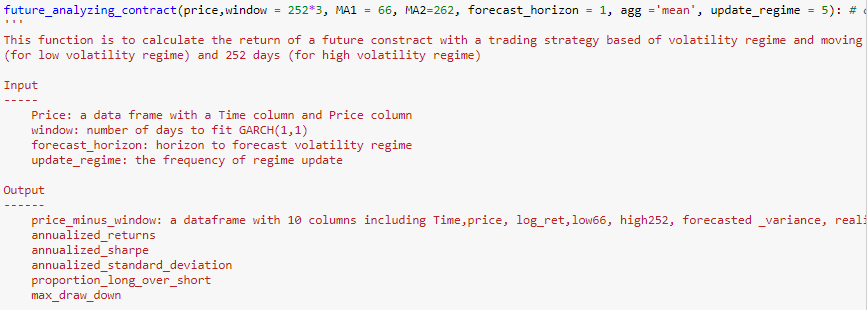 future_analyzing_contract(price,window = 252*3, MA1 = 66, MA2=262, forecast_horizon = 1, agg ='mean', update_regime = 5): #
'''
This function is to calculate the return of a future constract with a trading strategy based of volatility regime and moving
(for low volatility regime) and 252 days (for high volatility regime)
Input
-----
Price: a data frame with a Time column and Price column
window: number of days to fit GARCH(1,1)
forecast_horizon: horizon to forecast volatility regime
update_regime: the frequency of regime update
Output
------
price_minus_window: a dataframe with 10 columns including Time,price, log_ret,low66, high252, forecasted _variance, reali
annualized_returns
annualized_sharpe
annualized_standard_deviation
proportion_long_over_short
max_draw_down